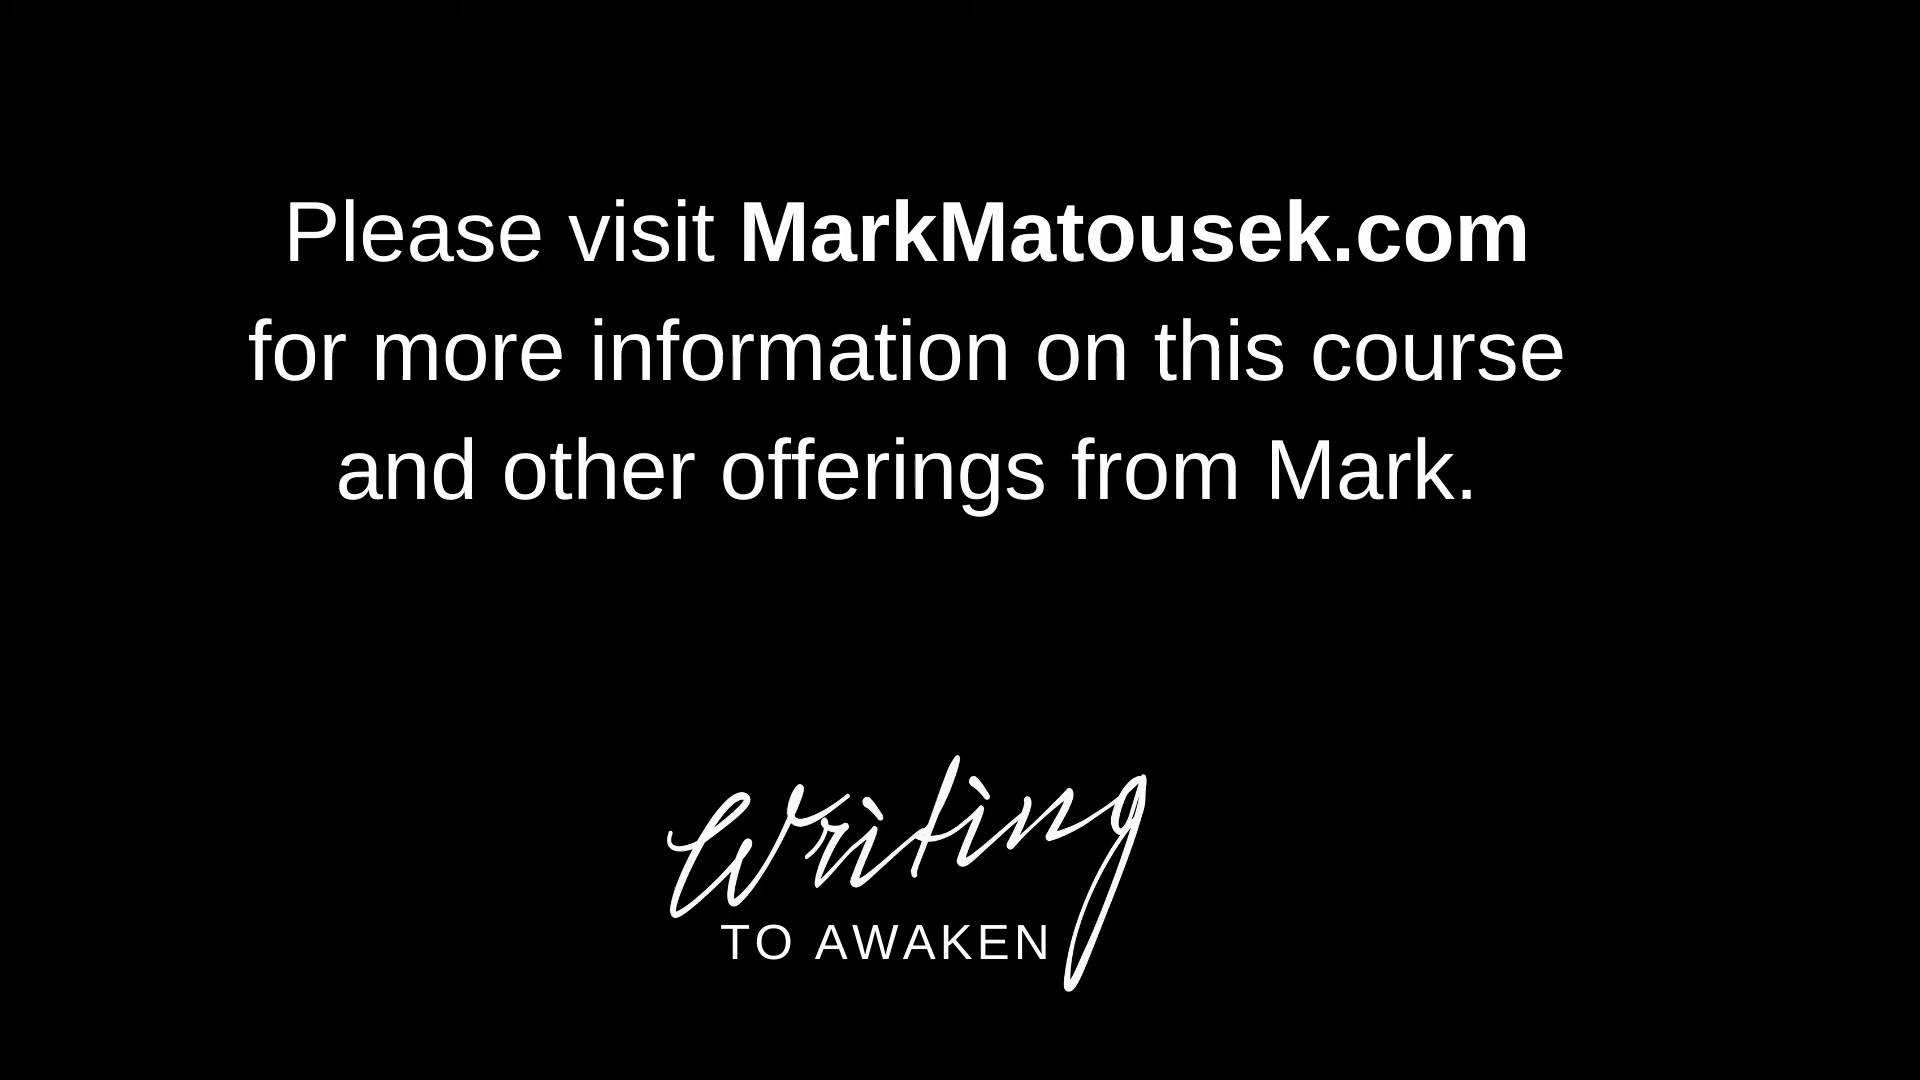 Please visit MarkMatousek.com
for more information on this course
and other offerings from Mark.
Writing
TO AWAKEN